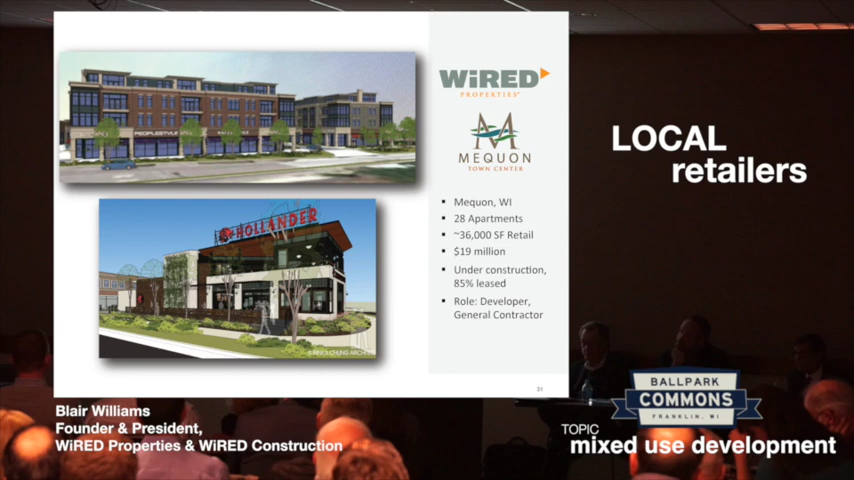 WiRED
PROPERTIES
MEQUON
TOWN CENTER
PEOPLESTYLE
HOLLANDER
Mequon, WI
28 Apartments
~36,000 SF Retail
$19 million
Under construction,
85% leased
Role: Developer,
General Contractor
31
LOCAL
retailers
Blair Williams
Founder & President,
WiRED Properties & WiRED Construction
BALLPARK
COMMONS
FRANKLIN, WI
TOPIC
mixed use development